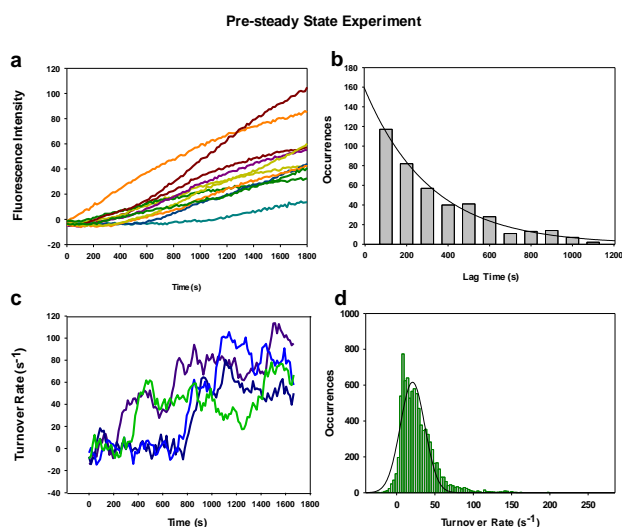 Pre-steady State Experiment
a
120
100
80
60
40
20
0
-20
0 200 400 600 800 1000 1200 1400 1600 1800
Fluorescence Intensity
Time (s)
b
180
160
140
120
100
80
60
40
20
0
0 200 400 600 800 1000 1200
Occurrences
Lag Time (s)
c
120
100
80
60
40
20
0
-20
-40
-200 0 200 400 600 800 1000 1200 1400 1600 1800
Turnover Rate (s⁻¹)
Time (s)
d
1000
800
600
400
200
0
0 50 100 150 200 250
Occurrences
Turnover Rate (s⁻¹)